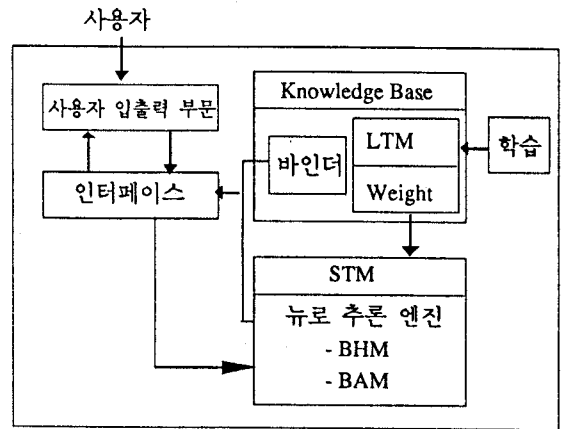 사용자
사용자 입출력 부문
인터페이스
Knowledge Base
바인더
LTM
Weight
학습
STM
뉴로 추론 엔진
- BHM
- BAM